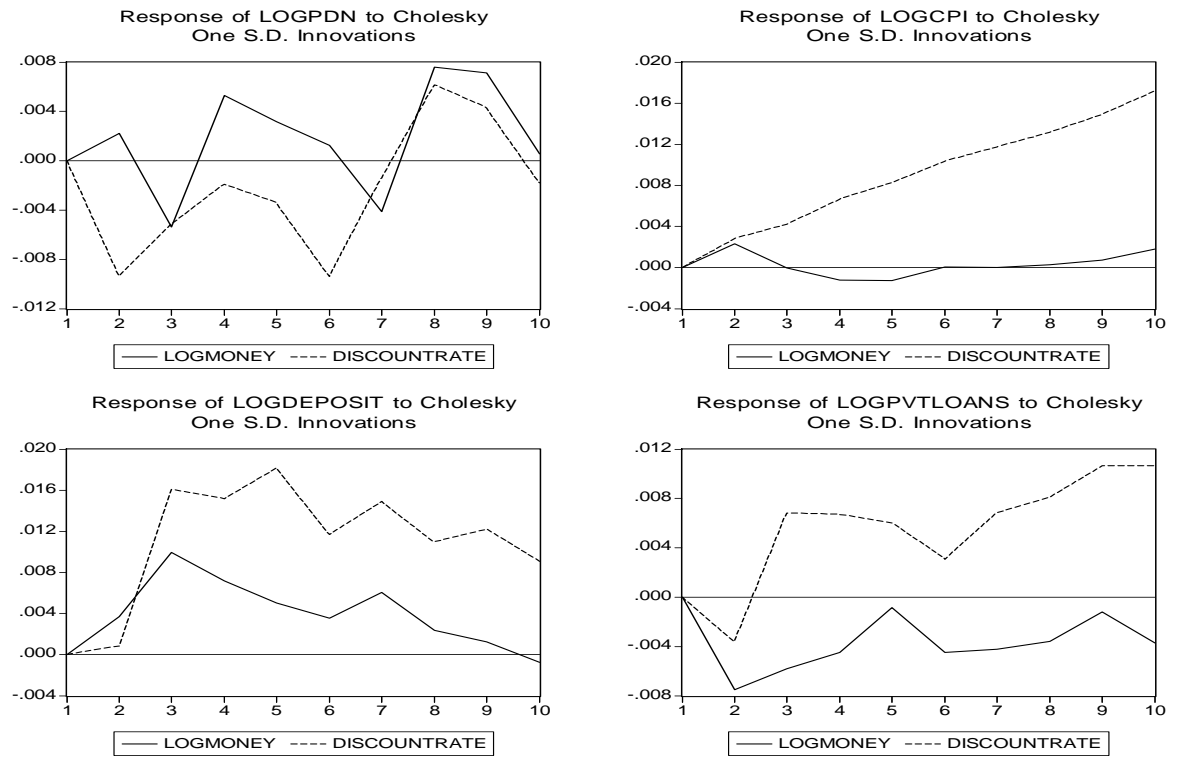 Response of LOGPDN to Cholesky
One S.D. Innovations
.008
.004
.000
-.004
-.008
-.012
1 2 3 4 5 6 7 8 9 10
LOGMONEY DISCOUNTRATE
Response of LOGCPI to Cholesky
One S.D. Innovations
.020
.016
.012
.008
.004
.000
-.004
1 2 3 4 5 6 7 8 9 10
LOGMONEY DISCOUNTRATE
Response of LOGDEPOSIT to Cholesky
One S.D. Innovations
.020
.016
.012
.008
.004
.000
-.004
1 2 3 4 5 6 7 8 9 10
LOGMONEY DISCOUNTRATE
Response of LOGPVTLOANS to Cholesky
One S.D. Innovations
.012
.008
.004
.000
-.004
-.008
1 2 3 4 5 6 7 8 9 10
LOGMONEY DISCOUNTRATE